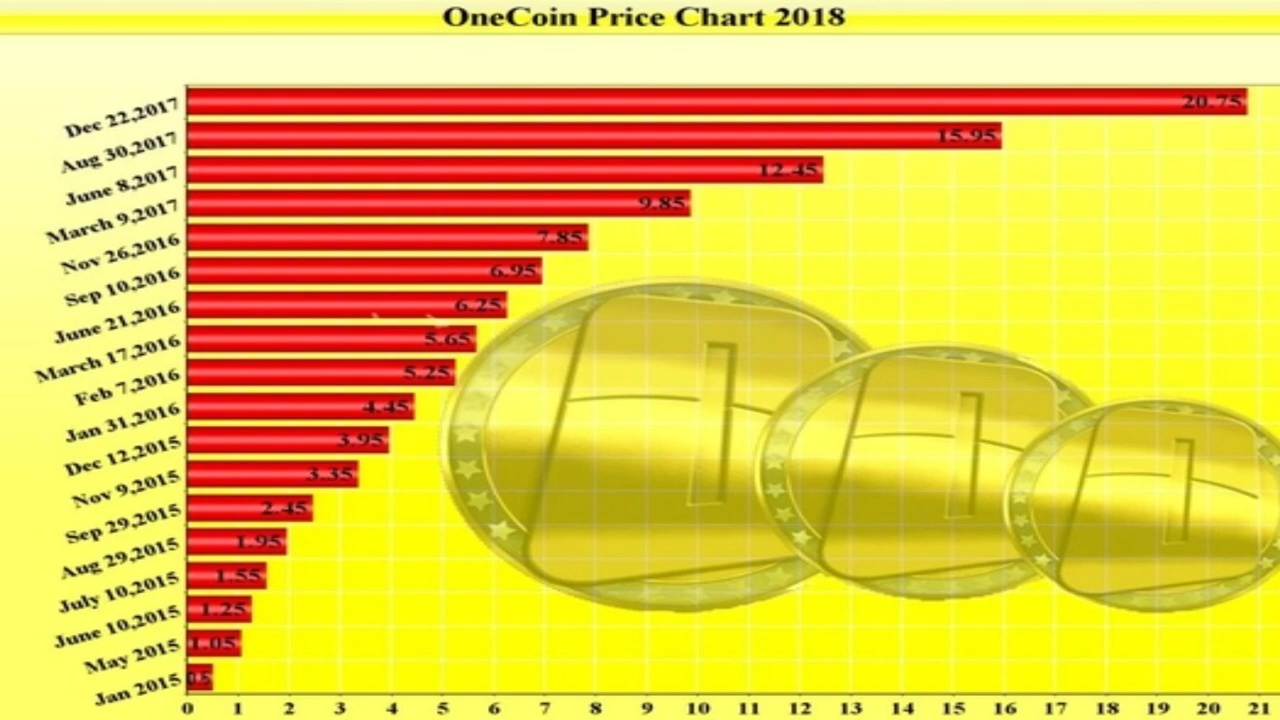 OneCoin Price Chart 2018
Dec 22,2017 20.75
Aug 30,2017 15.95
June 8,2017 12.45
March 9,2017 9.85
Nov 26,2016 7.85
Sep 10,2016 6.95
June 21,2016 6.25
March 17,2016 5.65
Feb 7,2016 5.25
Jan 31,2016 4.45
Dec 12,2015 3.95
Nov 9,2015 3.35
Sep 29,2015 2.45
Aug 29,2015 1.95
July 10,2015 1.55
June 10,2015 1.25
May 2015 1.05
Jan 2015 0.5
0 1 2 3 4 5 6 7 8 9 10 11 12 13 14 15 16 17 18 19 20 21